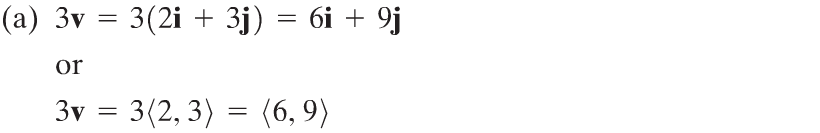 (a) 3v = 3(2i + 3j) = 6i + 9j
or
3v = 3⟨2, 3⟩ = ⟨6, 9⟩